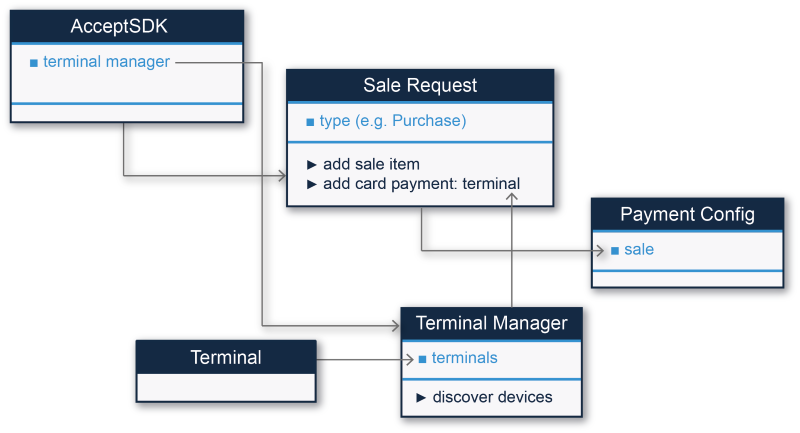 AcceptSDK
■ terminal manager
Sale Request
■ type (e.g. Purchase)
► add sale item
► add card payment: terminal
Payment Config
■ sale
Terminal Manager
■ terminals
► discover devices
Terminal